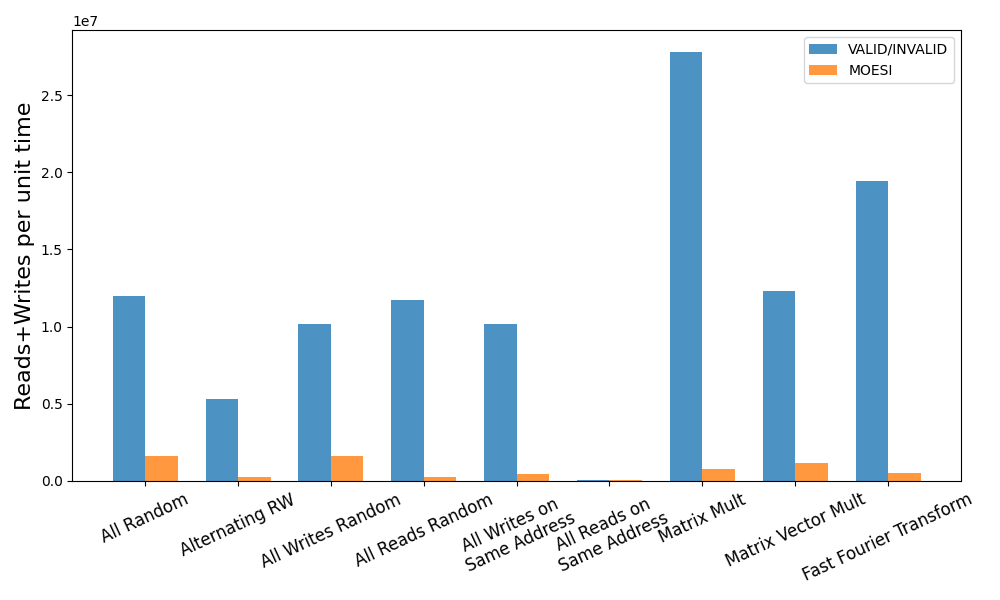 1e7
VALID/INVALID
MOESI
Reads+Writes per unit time
2.5
2.0
1.5
1.0
0.5
0.0
All Random
Alternating RW
All Writes Random
All Reads Random
All Writes on
Same Address
All Reads on
Same Address
Matrix Mult
Matrix Vector Mult
Fast Fourier Transform